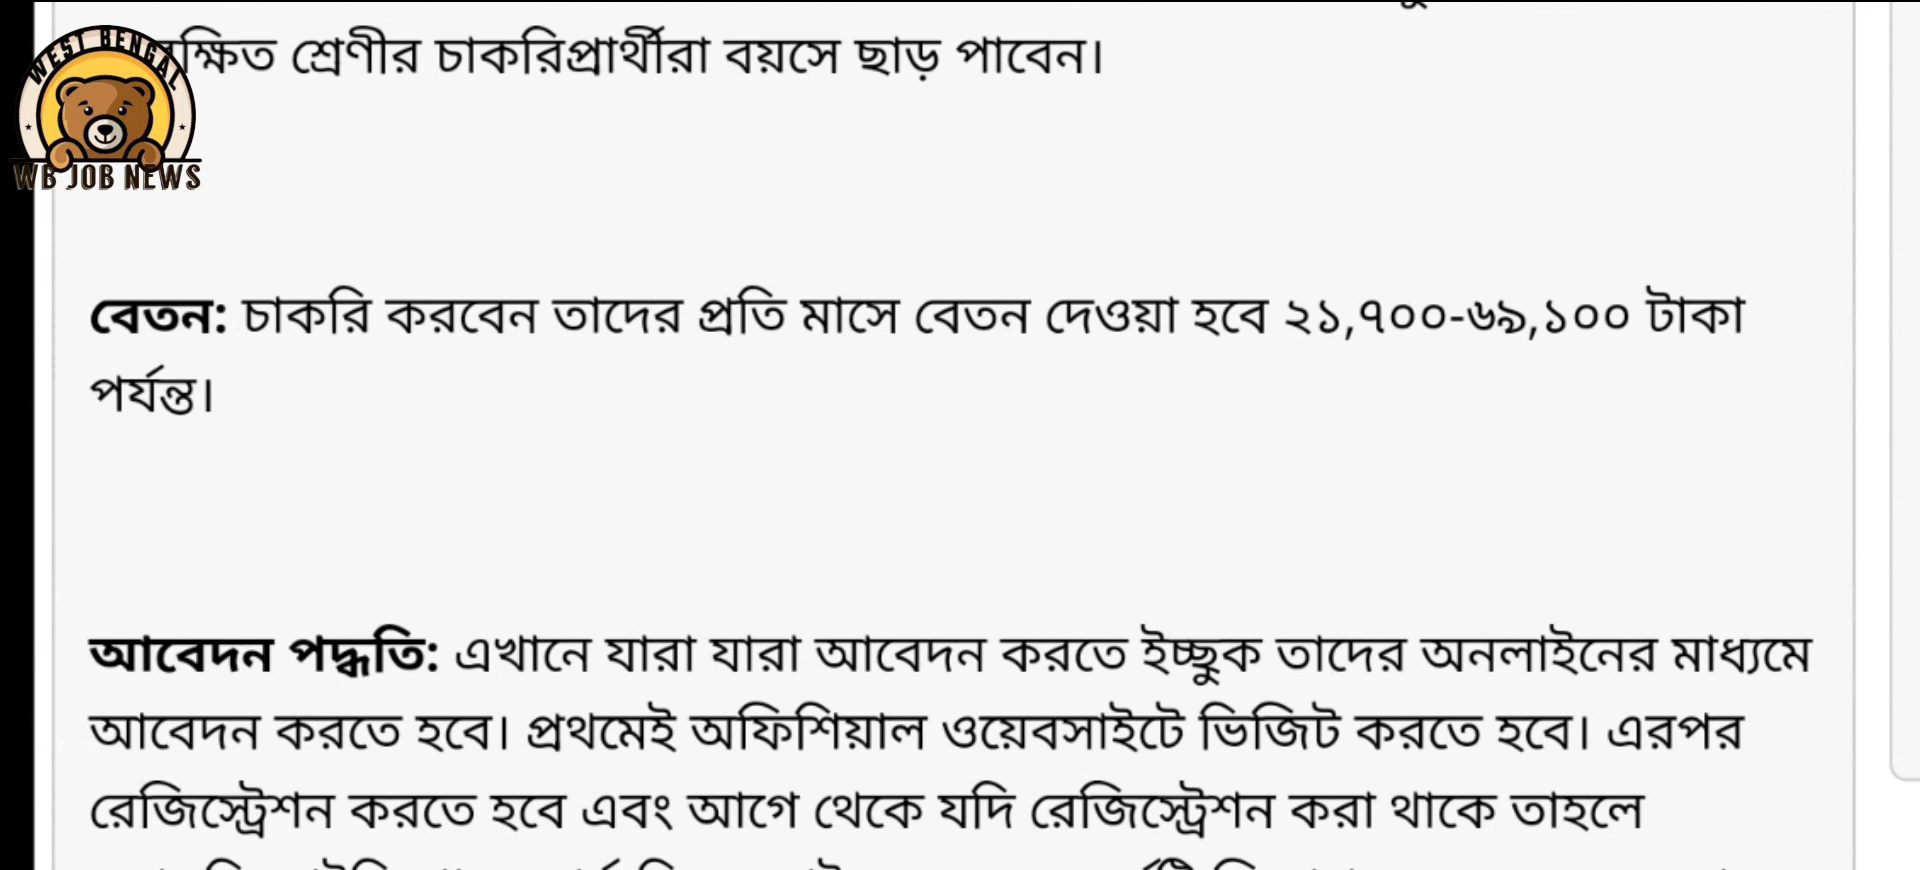 WEST BENGAL
WB JOB NEWS
শ্রেণীর চাকরিপ্রার্থীরা বয়সে ছাড় পাবেন।
বেতন: চাকরি করবেন তাদের প্রতি মাসে বেতন দেওয়া হবে ২১,৭০০-৬৯,১০০ টাকা
পর্যন্ত।
আবেদন পদ্ধতি: এখানে যারা যারা আবেদন করতে ইচ্ছুক তাদের অনলাইনের মাধ্যমে
আবেদন করতে হবে। প্রথমেই অফিশিয়াল ওয়েবসাইটে ভিজিট করতে হবে। এরপর
রেজিস্ট্রেশন করতে হবে এবং আগে থেকে যদি রেজিস্ট্রেশন করা থাকে তাহলে